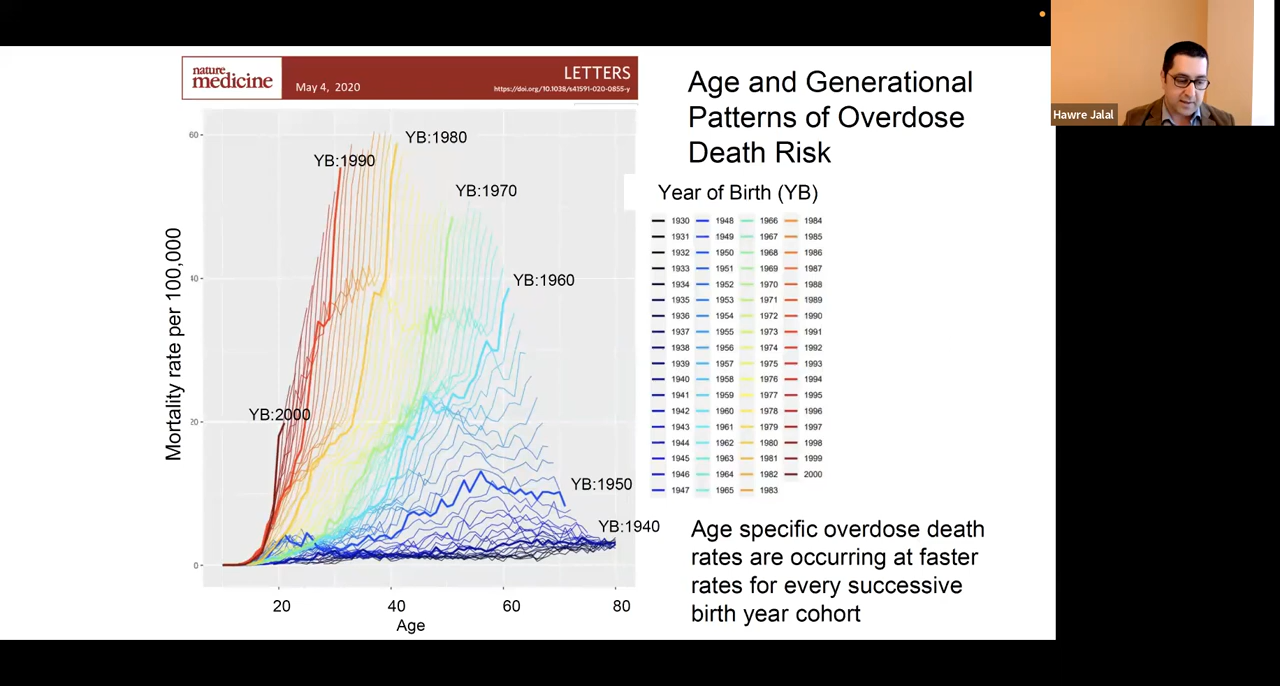 nature
medicine
May 4, 2020
LETTERS
https://doi.org/10.1038/s41591-020-0855-y
Age and Generational
Patterns of Overdose
Death Risk
Hawre Jalal
Mortality rate per 100,000
60
40
20
0
YB:1980
YB:1990
YB:1970
YB:1960
YB:2000
YB:1950
YB:1940
20 40 60 80
Age
Year of Birth (YB)
1930 1948 1966 1984
1931 1949 1967 1985
1932 1950 1968 1986
1933 1951 1969 1987
1934 1952 1970 1988
1935 1953 1971 1989
1936 1954 1972 1990
1937 1955 1973 1991
1938 1956 1974 1992
1939 1957 1975 1993
1940 1958 1976 1994
1941 1959 1977 1995
1942 1960 1978 1996
1943 1961 1979 1997
1944 1962 1980 1998
1945 1963 1981 1999
1946 1964 1982 2000
1947 1965 1983
Age specific overdose death
rates are occurring at faster
rates for every successive
birth year cohort